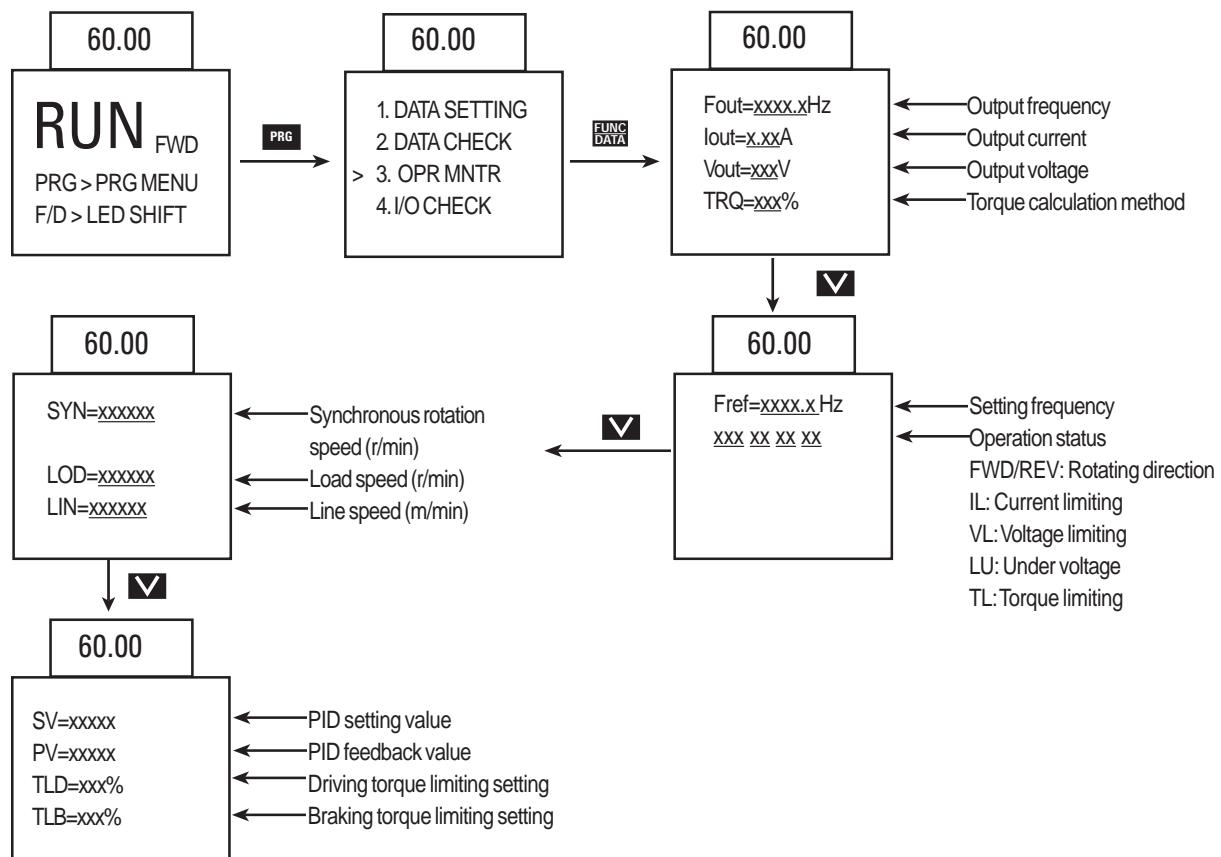 60.00
RUN FWD
PRG > PRG MENU
F/D > LED SHIFT
PRG
60.00
1. DATA SETTING
2. DATA CHECK
> 3. OPR MNTR
4. I/O CHECK
FUNC
DATA
60.00
Fout=xxxx.xHz
Iout=x.xxA
Vout=xxxV
TRQ=xxx%
Output frequency
Output current
Output voltage
Torque calculation method
60.00
Fref=xxxx.x Hz
xxx xx xx xx
Setting frequency
Operation status
FWD/REV: Rotating direction
IL: Current limiting
VL: Voltage limiting
LU: Under voltage
TL: Torque limiting
60.00
SYN=xxxxxx
LOD=xxxxxx
LIN=xxxxxx
Synchronous rotation
speed (r/min)
Load speed (r/min)
Line speed (m/min)
60.00
SV=xxxxx
PV=xxxxx
TLD=xxx%
TLB=xxx%
PID setting value
PID feedback value
Driving torque limiting setting
Braking torque limiting setting